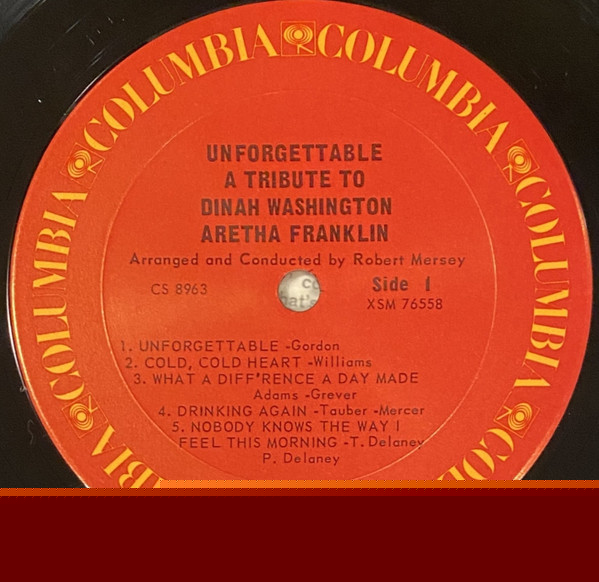 COLUMBIA COLUMBIA COLUMBIA COLUMBIA COLUMBIA
UNFORGETTABLE
A TRIBUTE TO
DINAH WASHINGTON
ARETHA FRANKLIN
Arranged and Conducted by Robert Mersey
CS 8963
Side 1
XSM 76558
1. UNFORGETTABLE -Gordon
2. COLD, COLD HEART -Williams
3. WHAT A DIFF'RENCE A DAY MADE
Adams -Grever
4. DRINKING AGAIN -Tauber -Mercer
5. NOBODY KNOWS THE WAY I
FEEL THIS MORNING -T. Delaney
P. Delaney